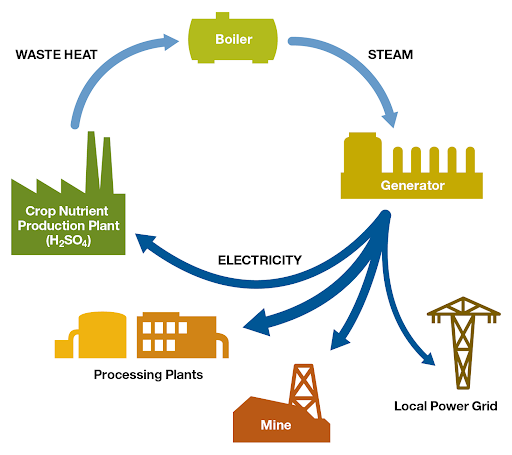 WASTE HEAT
Boiler
STEAM
Generator
Crop Nutrient
Production Plant
(H₂SO₄)
ELECTRICITY
Processing Plants
Mine
Local Power Grid